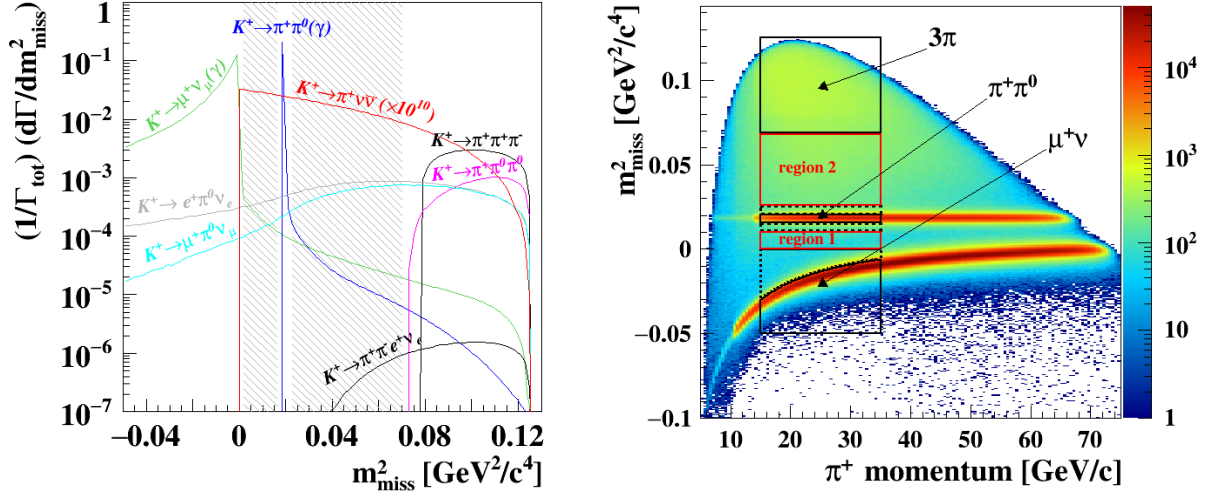 (1/Γtot) (dΓ/dm²miss)
10⁻¹
10⁻²
10⁻³
10⁻⁴
10⁻⁵
10⁻⁶
10⁻⁷
K⁺→π⁺π⁰(γ)
K⁺→μ⁺νμ(γ)
K⁺→π⁺νν̄ (×10¹⁰)
K⁺→π⁺π⁺π⁻
K⁺→π⁺π⁰π⁰
K⁺→e⁺π⁰νe
K⁺→μ⁺π⁰νμ
K⁺→π⁺π⁻e⁺νe
−0.04 0 0.04 0.08 0.12
m²miss [GeV²/c⁴]
m²miss [GeV²/c⁴]
0.1
0.05
0
−0.05
−0.1
3π
π⁺π⁰
μ⁺ν
region 2
region 1
10 20 30 40 50 60 70
π⁺ momentum [GeV/c]
10⁴
10³
10²
10
1